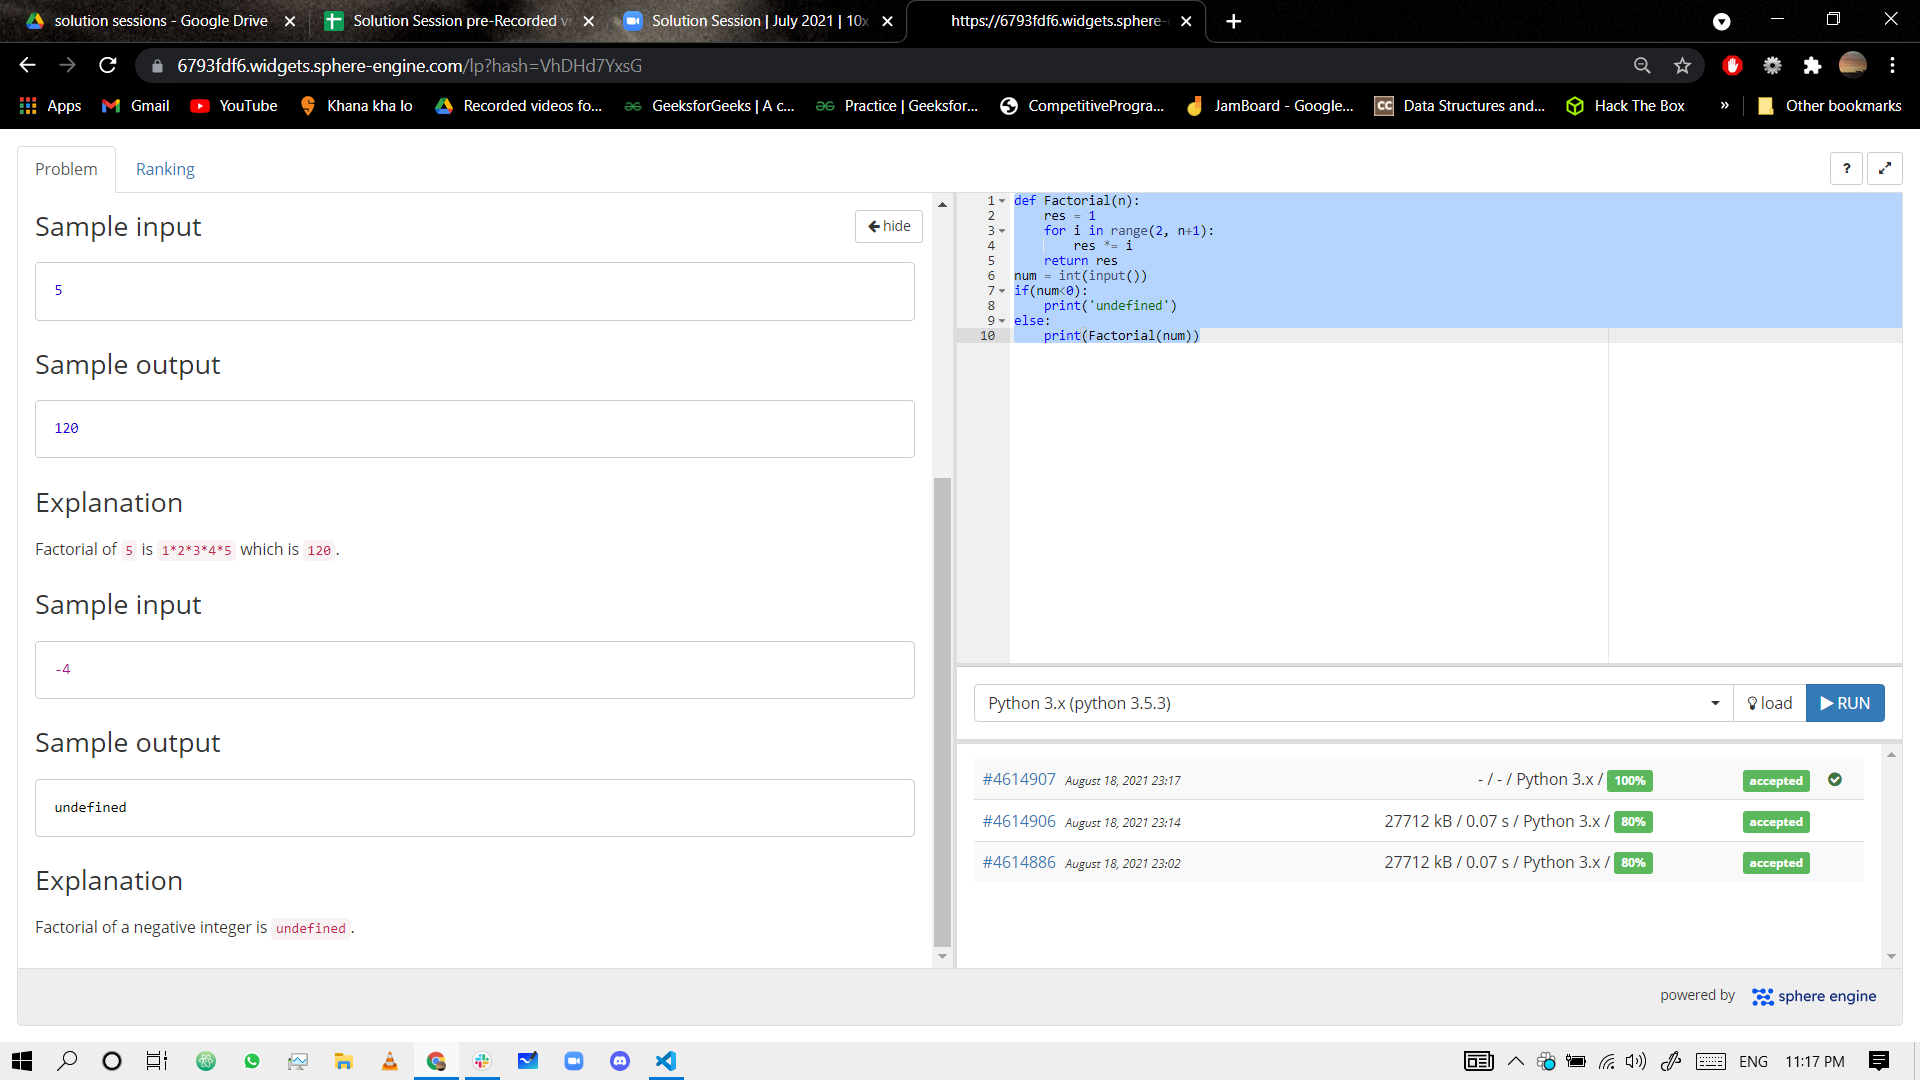 solution sessions - Google Drive
Solution Session pre-Recorded v
Solution Session | July 2021 | 10x
https://6793fdf6.widgets.sphere-
6793fdf6.widgets.sphere-engine.com/lp?hash=VhDHd7YxsG
Apps
Gmail
YouTube
Khana kha lo
Recorded videos fo...
GeeksforGeeks | A c...
Practice | Geeksfor...
CompetitiveProgra...
JamBoard - Google...
CC
Data Structures and...
Hack The Box
»
Other bookmarks
Problem
Ranking
?
Sample input
hide
5
Sample output
120
Explanation
Factorial of 5 is 1*2*3*4*5 which is 120.
Sample input
-4
Sample output
undefined
Explanation
Factorial of a negative integer is undefined.
1 def Factorial(n):
2 res = 1
3 for i in range(2, n+1):
4 res *= i
5 return res
6 num = int(input())
7 if(num<0):
8 print('undefined')
9 else:
10 print(Factorial(num))
Python 3.x (python 3.5.3)
load
RUN
#4614907 August 18, 2021 23:17 - / - / Python 3.x / 100% accepted
#4614906 August 18, 2021 23:14 27712 kB / 0.07 s / Python 3.x / 80% accepted
#4614886 August 18, 2021 23:02 27712 kB / 0.07 s / Python 3.x / 80% accepted
powered by sphere engine
ENG
11:17 PM